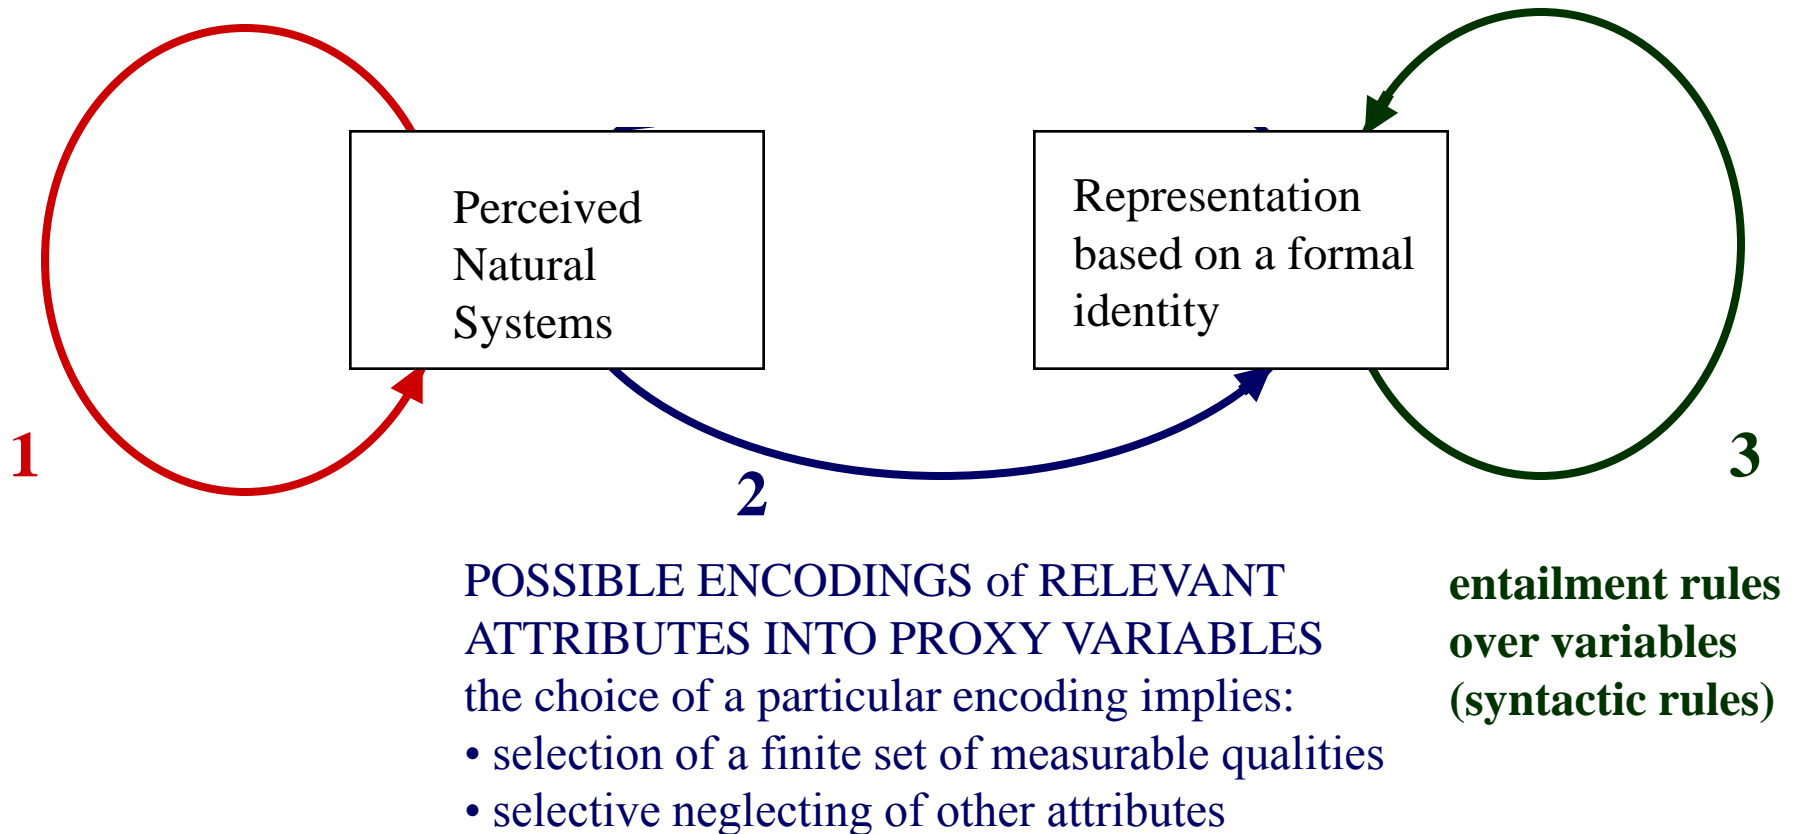 Perceived
Natural
Systems
Representation
based on a formal
identity
1
2
3
POSSIBLE ENCODINGS of RELEVANT
ATTRIBUTES INTO PROXY VARIABLES
the choice of a particular encoding implies:
• selection of a finite set of measurable qualities
• selective neglecting of other attributes
entailment rules
over variables
(syntactic rules)